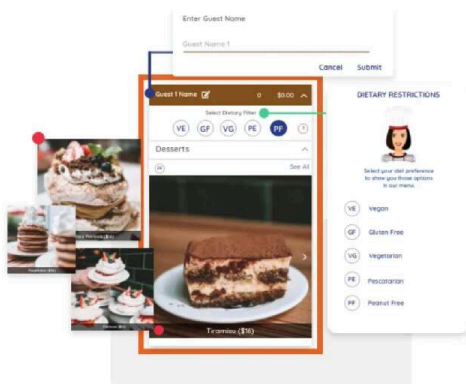 Enter Guest Name
Guest Name 1
Cancel Submit
Guest 1 Name 0 $0.00
Select Dietary Filter
VE GF VG PE PF
Desserts
See All
Tiramisu ($16)
DIETARY RESTRICTIONS
Select your diet preference
to show you those options
in our menu.
VE Vegan
GF Gluten Free
VG Vegetarian
PE Pescatarian
PF Peanut Free